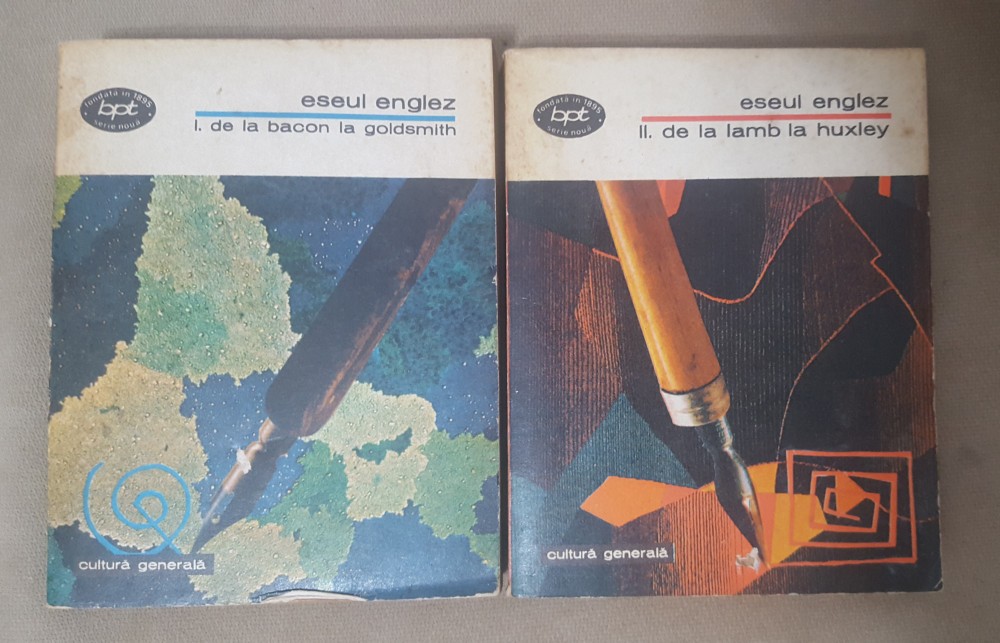 fondată în 1895
bpt
serie nouă
eseul englez
I. de la bacon la goldsmith
cultură generală
fondată în 1895
bpt
serie nouă
eseul englez
II. de la lamb la huxley
cultură generală